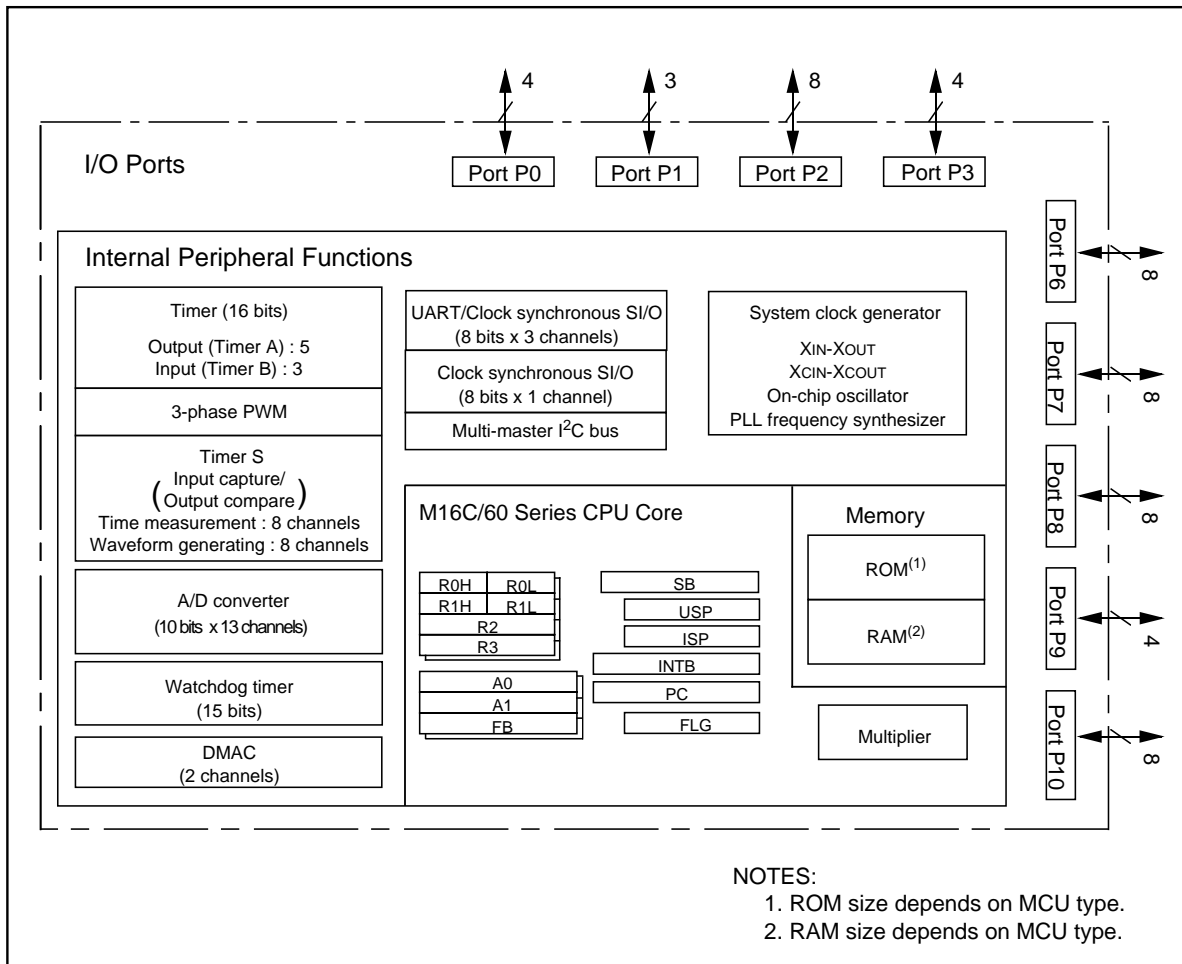 4
3
8
4
I/O Ports
Port P0
Port P1
Port P2
Port P3
Internal Peripheral Functions
Timer (16 bits)
Output (Timer A) : 5
Input (Timer B) : 3
3-phase PWM
Timer S
( Input capture/
Output compare )
Time measurement : 8 channels
Waveform generating : 8 channels
A/D converter
(10 bits x 13 channels)
Watchdog timer
(15 bits)
DMAC
(2 channels)
UART/Clock synchronous SI/O
(8 bits x 3 channels)
Clock synchronous SI/O
(8 bits x 1 channel)
Multi-master I²C bus
System clock generator
XIN-XOUT
XCIN-XCOUT
On-chip oscillator
PLL frequency synthesizer
M16C/60 Series CPU Core
R0H
R0L
R1H
R1L
R2
R3
A0
A1
FB
SB
USP
ISP
INTB
PC
FLG
Memory
ROM(1)
RAM(2)
Multiplier
Port P6
8
Port P7
8
Port P8
8
Port P9
4
Port P10
8
NOTES:
1. ROM size depends on MCU type.
2. RAM size depends on MCU type.